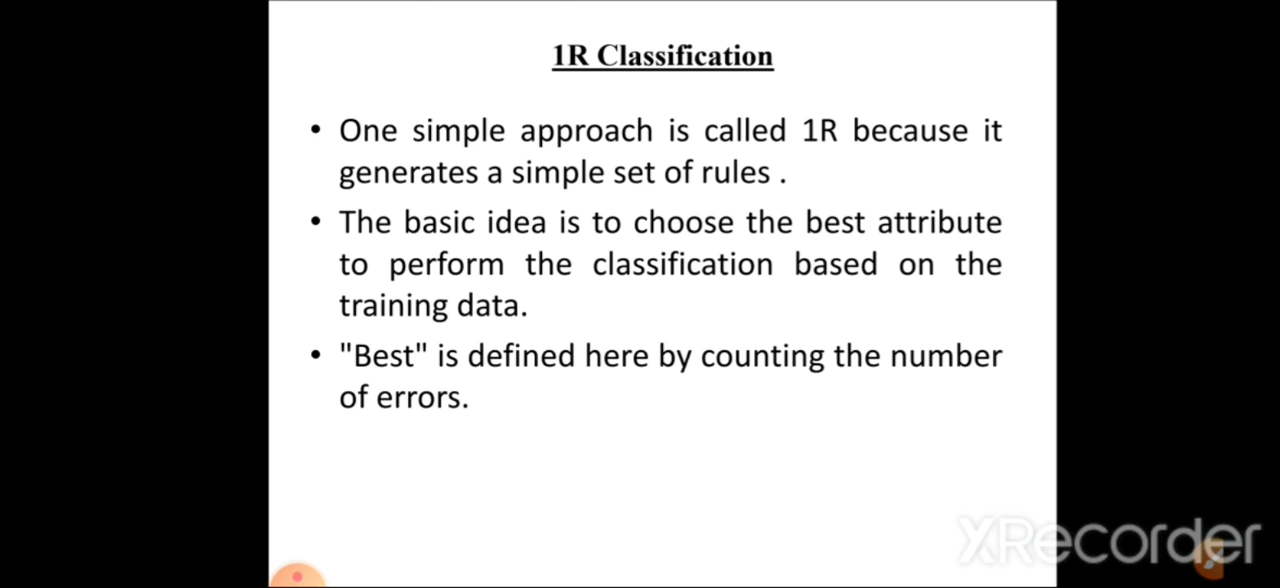 1R Classification
• One simple approach is called 1R because it
generates a simple set of rules .
• The basic idea is to choose the best attribute
to perform the classification based on the
training data.
• "Best" is defined here by counting the number
of errors.
XRecorder